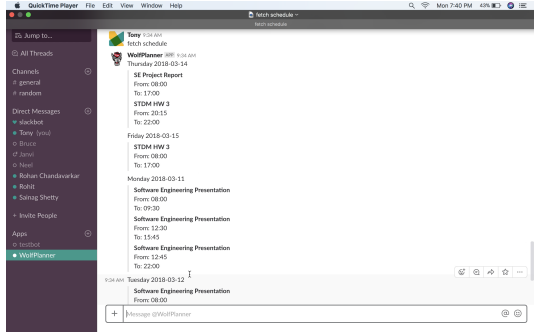 QuickTime Player File Edit View Window Help
Mon 7:40 PM 43%
fetch schedule
fetch schedule
Jump to...
All Threads
Channels
# general
# random
Direct Messages
slackbot
Tony (you)
Bruce
Janvi
Neel
Rohan Chandavarkar
Rohit
Sainag Shetty
+ Invite People
Apps
testbot
WolfPlanner
Tony 9:34 AM
fetch schedule
WolfPlanner APP 9:34 AM
Thursday 2018-03-14
SE Project Report
From: 08:00
To: 17:00
STDM HW 3
From: 20:15
To: 22:00
Friday 2018-03-15
STDM HW 3
From: 08:00
To: 17:00
Monday 2018-03-11
Software Engineering Presentation
From: 08:00
To: 09:30
Software Engineering Presentation
From: 12:30
To: 15:45
Software Engineering Presentation
From: 12:45
To: 22:00
9:34 AM Tuesday 2018-03-12
Software Engineering Presentation
From: 08:00
Message @WolfPlanner